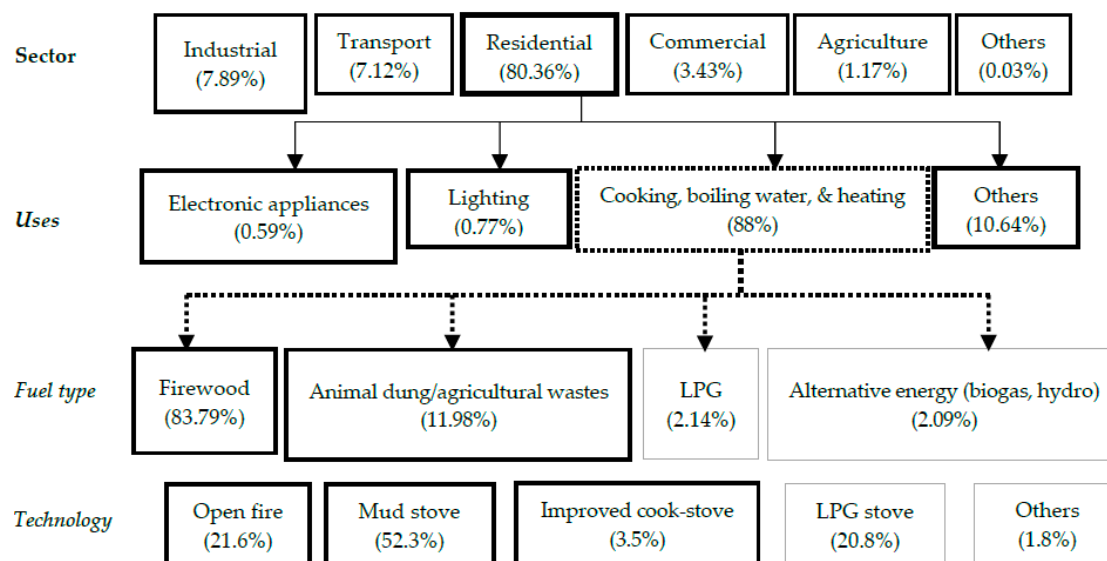 Sector
Industrial
(7.89%)
Transport
(7.12%)
Residential
(80.36%)
Commercial
(3.43%)
Agriculture
(1.17%)
Others
(0.03%)
Uses
Electronic appliances
(0.59%)
Lighting
(0.77%)
Cooking, boiling water, & heating
(88%)
Others
(10.64%)
Fuel type
Firewood
(83.79%)
Animal dung/agricultural wastes
(11.98%)
LPG
(2.14%)
Alternative energy (biogas, hydro)
(2.09%)
Technology
Open fire
(21.6%)
Mud stove
(52.3%)
Improved cook-stove
(3.5%)
LPG stove
(20.8%)
Others
(1.8%)